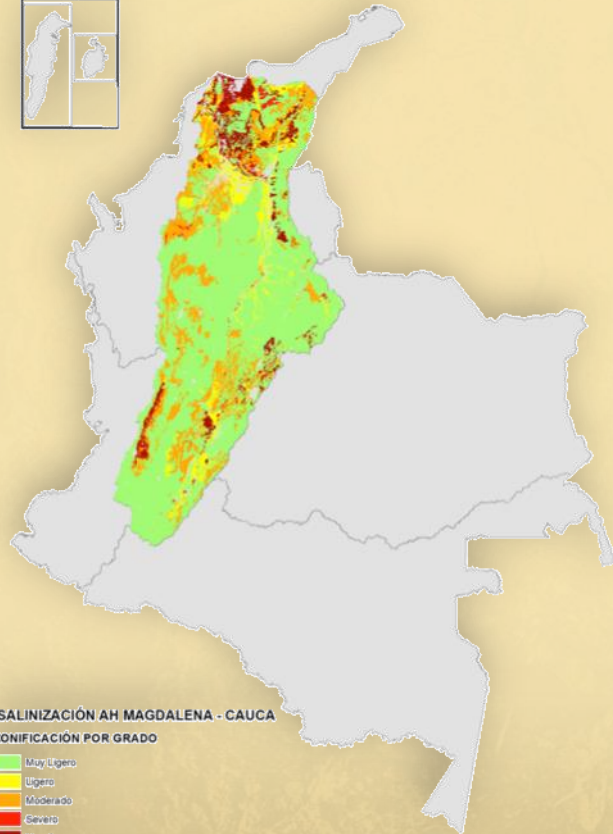 SALINIZACIÓN AH MAGDALENA - CAUCA
ONIFICACIÓN POR GRADO
Muy Ligero
Ligero
Moderado
Severo